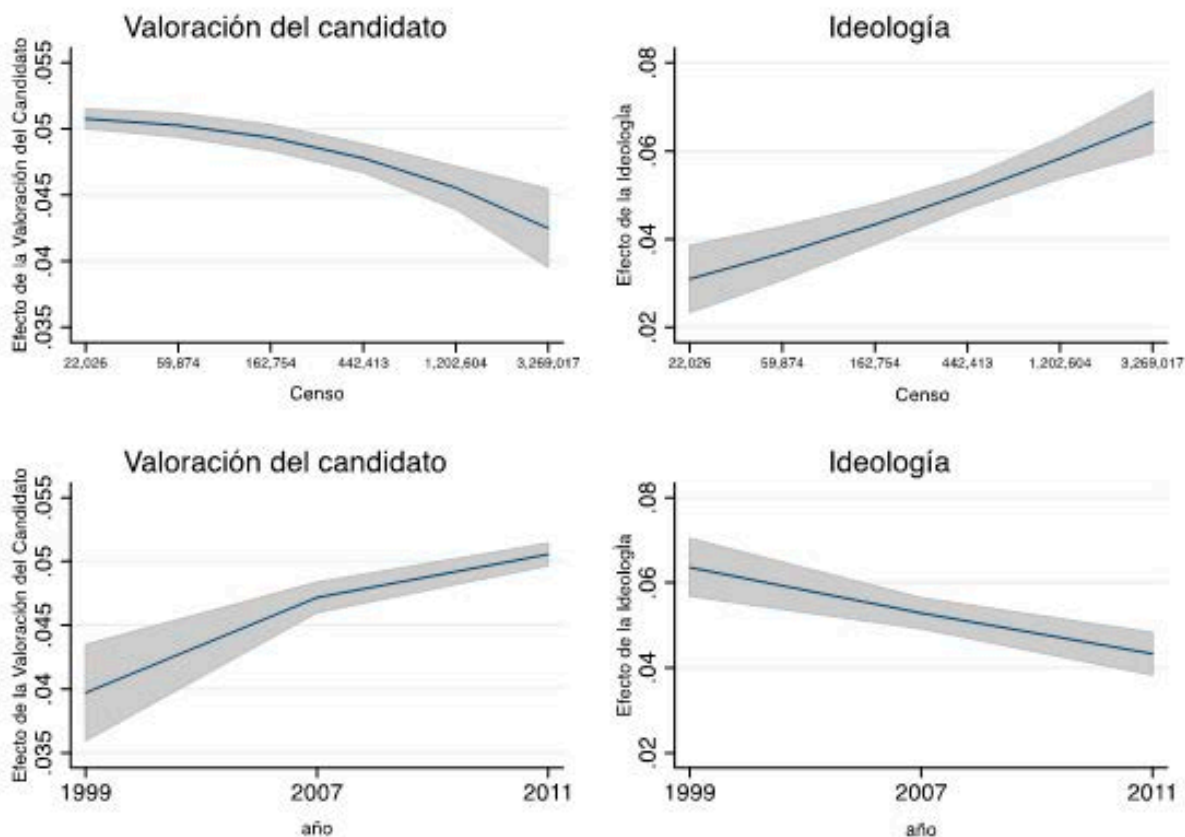 Valoración del candidato
Efecto de la Valoración del Candidato
.055
.05
.045
.04
.035
22,026 59,874 162,754 442,413 1,202,604 3,269,017
Censo
Ideología
Efecto de la Ideología
.08
.06
.04
.02
22,026 59,874 162,754 442,413 1,202,604 3,269,017
Censo
Valoración del candidato
Efecto de la Valoración del Candidato
.055
.05
.045
.04
.035
1999 2007 2011
año
Ideología
Efecto de la Ideología
.08
.06
.04
.02
1999 2007 2011
año